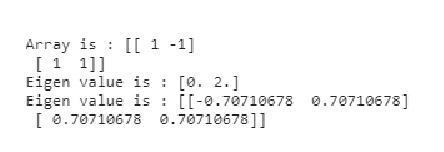 Array is : [[ 1 -1]
 [ 1 1]]
Eigen value is : [0. 2.]
Eigen value is : [[-0.70710678 0.70710678]
 [ 0.70710678 0.70710678]]